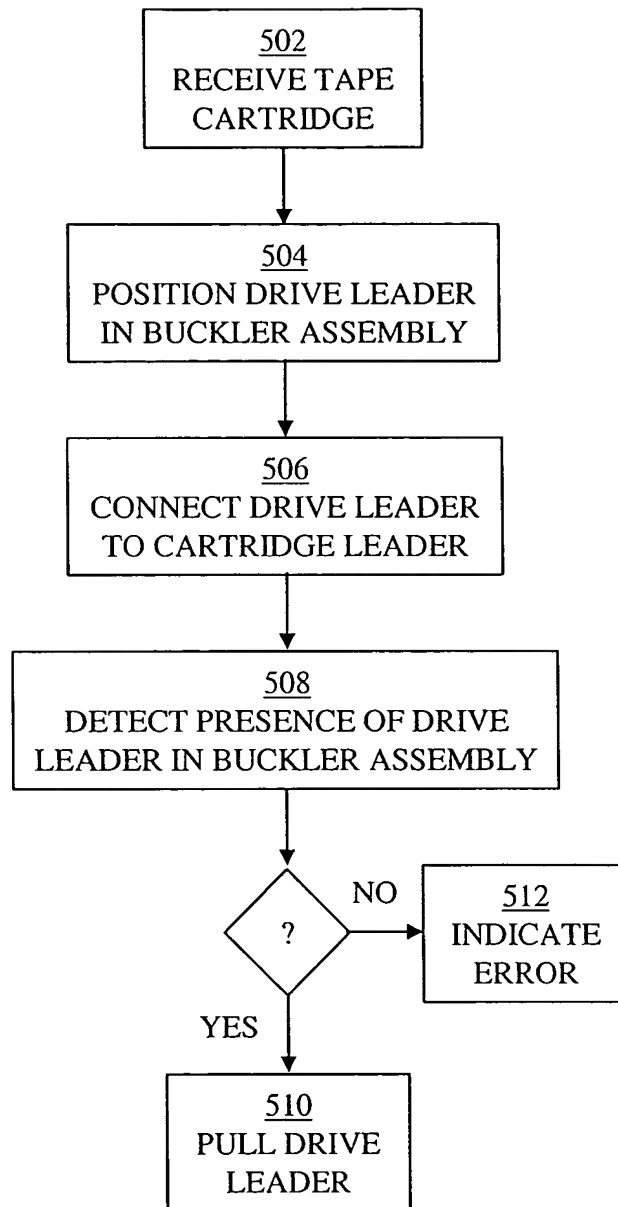 502
RECEIVE TAPE
CARTRIDGE
504
POSITION DRIVE LEADER
IN BUCKLER ASSEMBLY
506
CONNECT DRIVE LEADER
TO CARTRIDGE LEADER
508
DETECT PRESENCE OF DRIVE
LEADER IN BUCKLER ASSEMBLY
?
NO
512
INDICATE
ERROR
YES
510
PULL DRIVE
LEADER